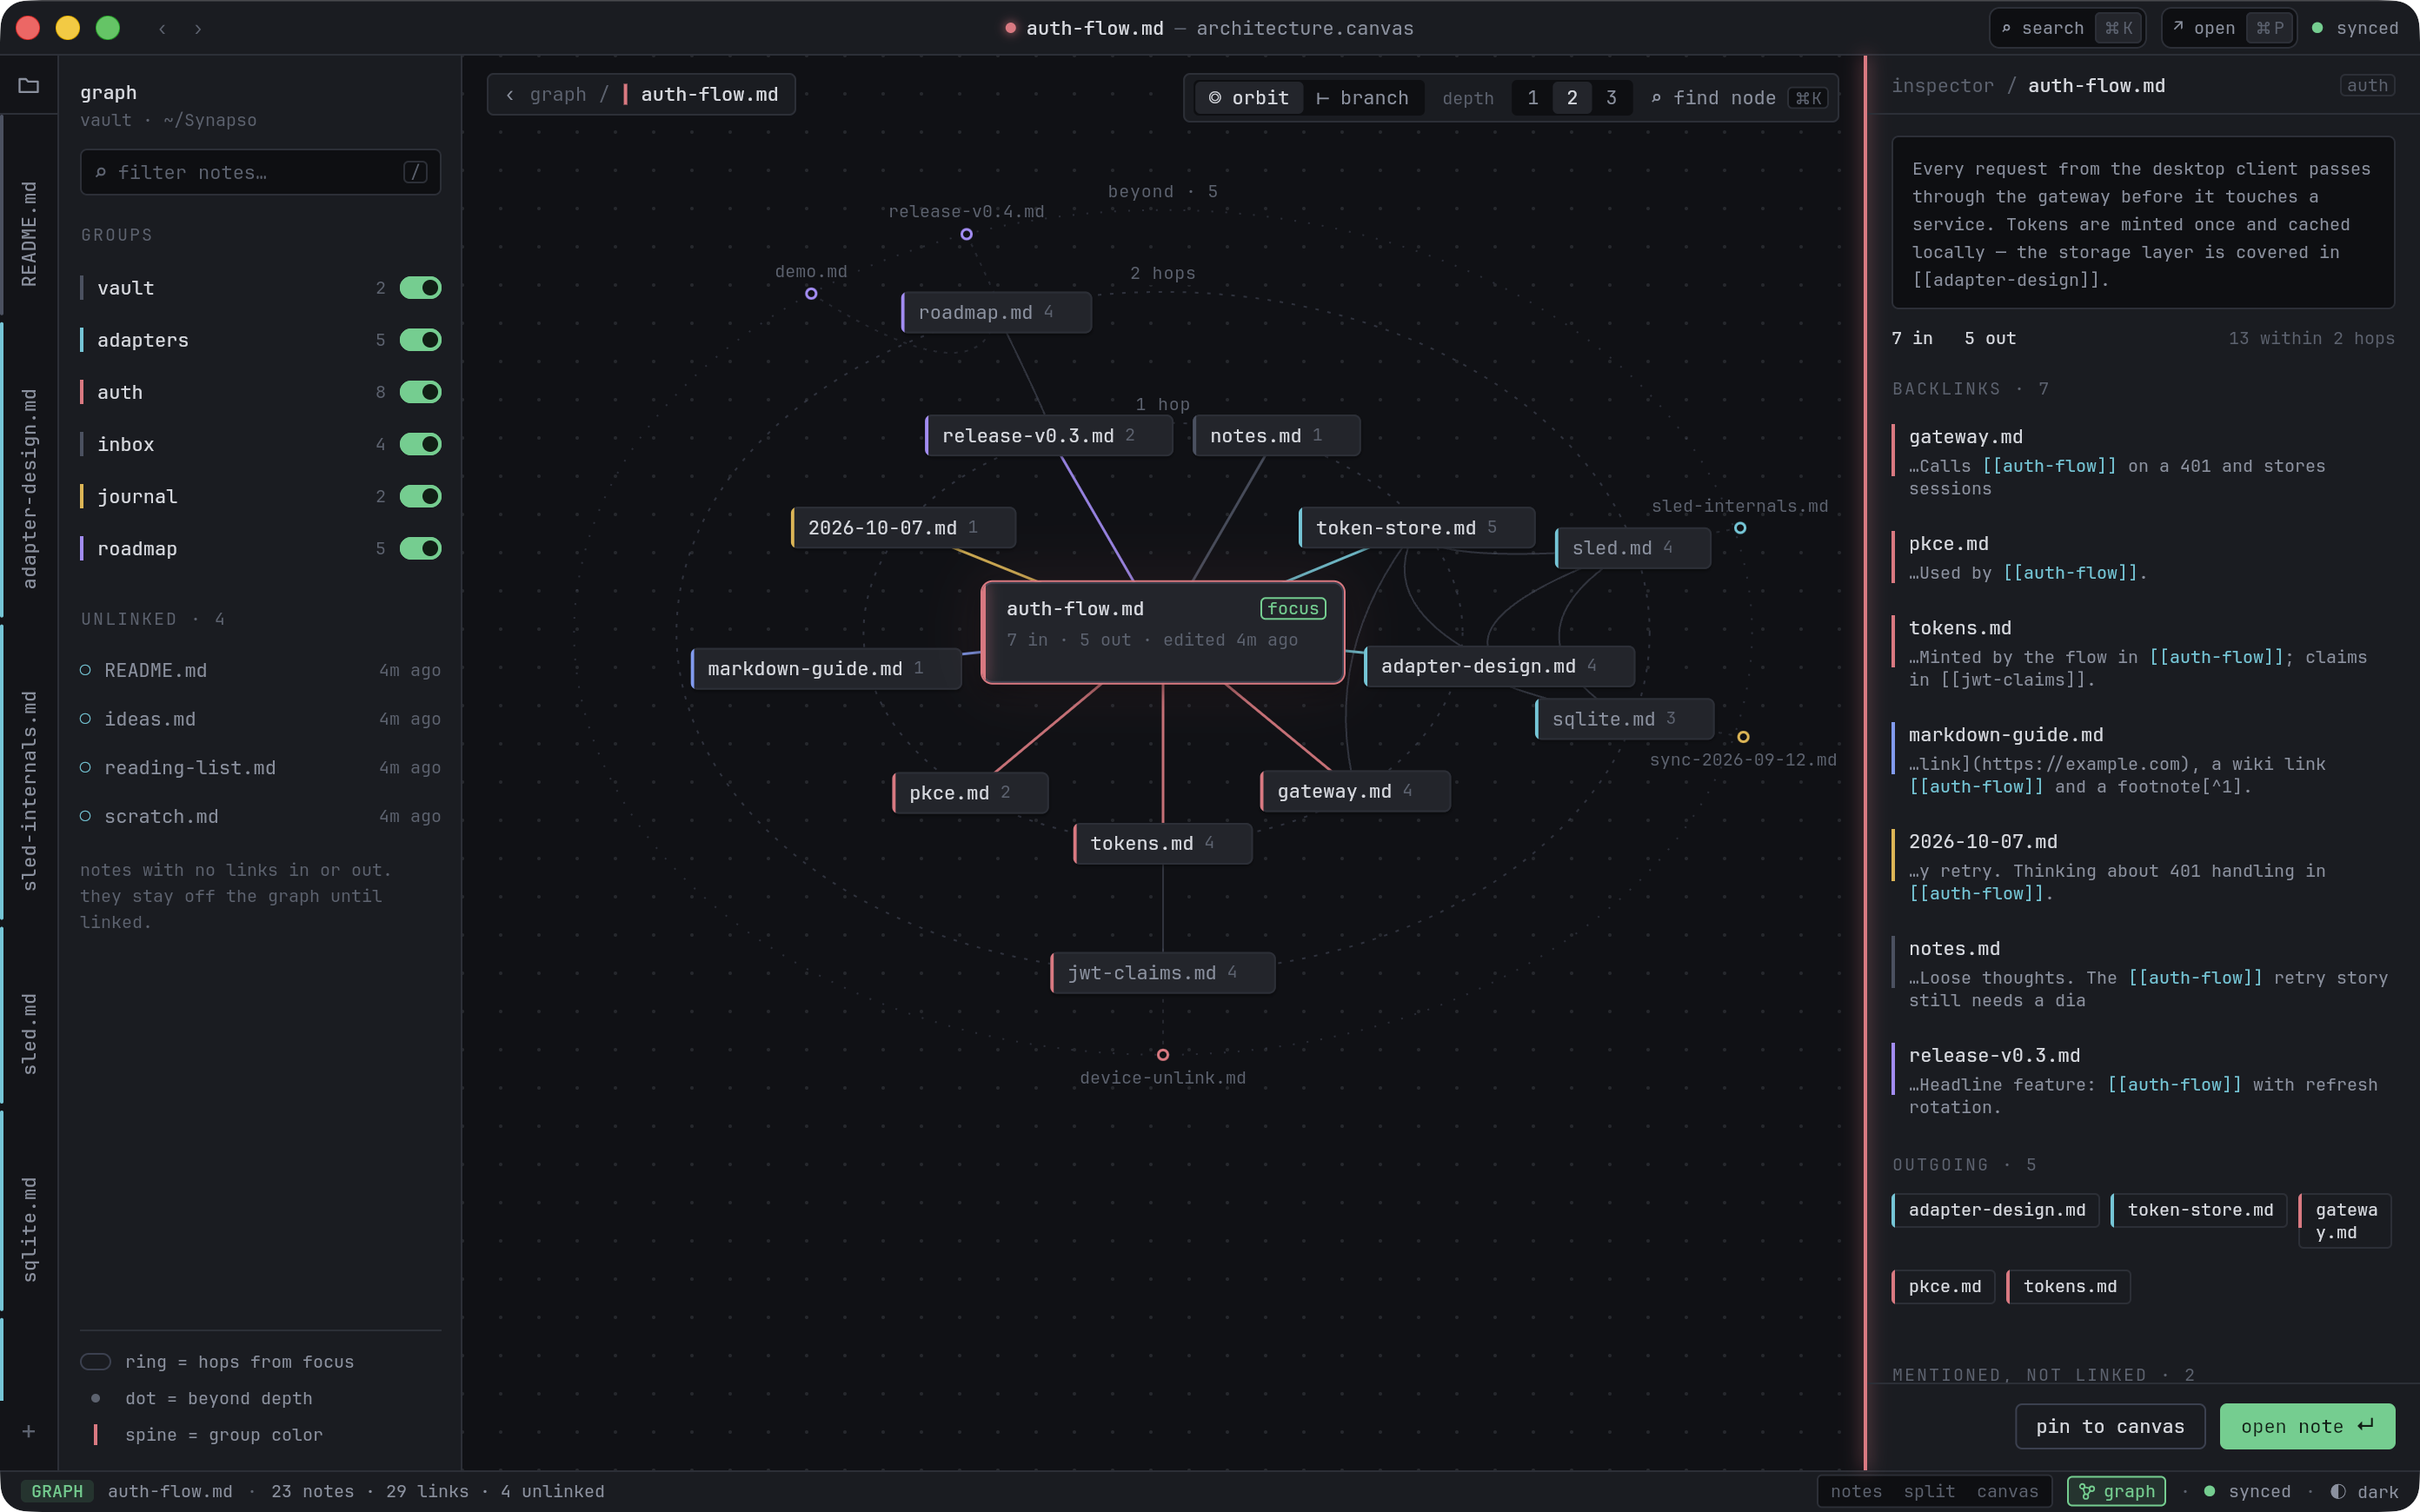 auth-flow.md — architecture.canvas
search ⌘K
open ⌘P
synced
README.md
adapter-design.md
sled-internals.md
sled.md
sqlite.md
+
graph
vault · ~/Synapso
filter notes… /
GROUPS
vault 2
adapters 5
auth 8
inbox 4
journal 2
roadmap 5
UNLINKED · 4
README.md 4m ago
ideas.md 4m ago
reading-list.md 4m ago
scratch.md 4m ago
notes with no links in or out.
they stay off the graph until
linked.
ring = hops from focus
dot = beyond depth
spine = group color
‹ graph / auth-flow.md
orbit branch depth 1 2 3 find node ⌘K
beyond · 5
release-v0.4.md
demo.md
2 hops
roadmap.md 4
1 hop
release-v0.3.md 2
notes.md 1
2026-10-07.md 1
token-store.md 5
sled-internals.md
sled.md 4
auth-flow.md focus
7 in · 5 out · edited 4m ago
markdown-guide.md 1
adapter-design.md 4
sqlite.md 3
sync-2026-09-12.md
pkce.md 2
gateway.md 4
tokens.md 4
jwt-claims.md 4
device-unlink.md
inspector / auth-flow.md auth
Every request from the desktop client passes
through the gateway before it touches a
service. Tokens are minted once and cached
locally — the storage layer is covered in
[[adapter-design]].
7 in 5 out 13 within 2 hops
BACKLINKS · 7
gateway.md
…Calls [[auth-flow]] on a 401 and stores
sessions
pkce.md
…Used by [[auth-flow]].
tokens.md
…Minted by the flow in [[auth-flow]]; claims
in [[jwt-claims]].
markdown-guide.md
…link](https://example.com), a wiki link
[[auth-flow]] and a footnote[^1].
2026-10-07.md
…y retry. Thinking about 401 handling in
[[auth-flow]].
notes.md
…Loose thoughts. The [[auth-flow]] retry story
still needs a dia
release-v0.3.md
…Headline feature: [[auth-flow]] with refresh
rotation.
OUTGOING · 5
adapter-design.md
token-store.md
gatewa
y.md
pkce.md
tokens.md
MENTIONED, NOT LINKED · 2
pin to canvas
open note ↵
GRAPH auth-flow.md · 23 notes · 29 links · 4 unlinked
notes split canvas graph · synced · dark